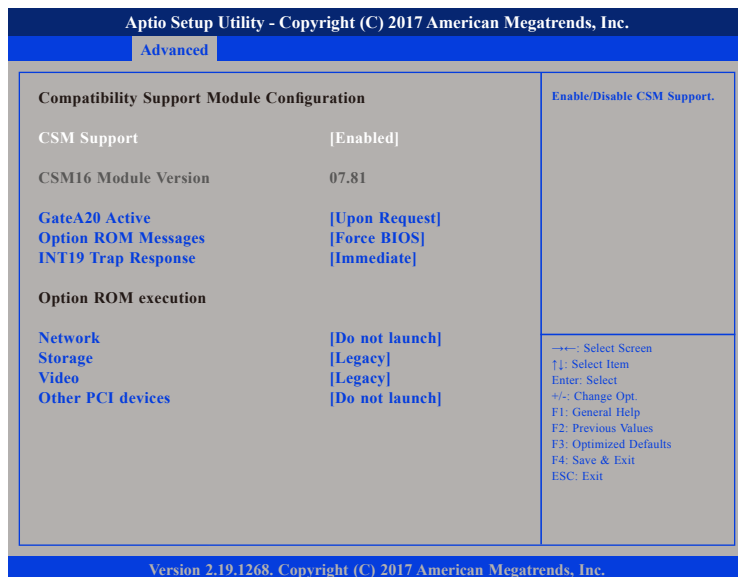 Aptio Setup Utility - Copyright (C) 2017 American Megatrends, Inc.
Advanced
Compatibility Support Module Configuration
CSM Support [Enabled]
CSM16 Module Version 07.81
GateA20 Active [Upon Request]
Option ROM Messages [Force BIOS]
INT19 Trap Response [Immediate]
Option ROM execution
Network [Do not launch]
Storage [Legacy]
Video [Legacy]
Other PCI devices [Do not launch]
Enable/Disable CSM Support.
→←: Select Screen
↑↓: Select Item
Enter: Select
+/-: Change Opt.
F1: General Help
F2: Previous Values
F3: Optimized Defaults
F4: Save & Exit
ESC: Exit
Version 2.19.1268. Copyright (C) 2017 American Megatrends, Inc.